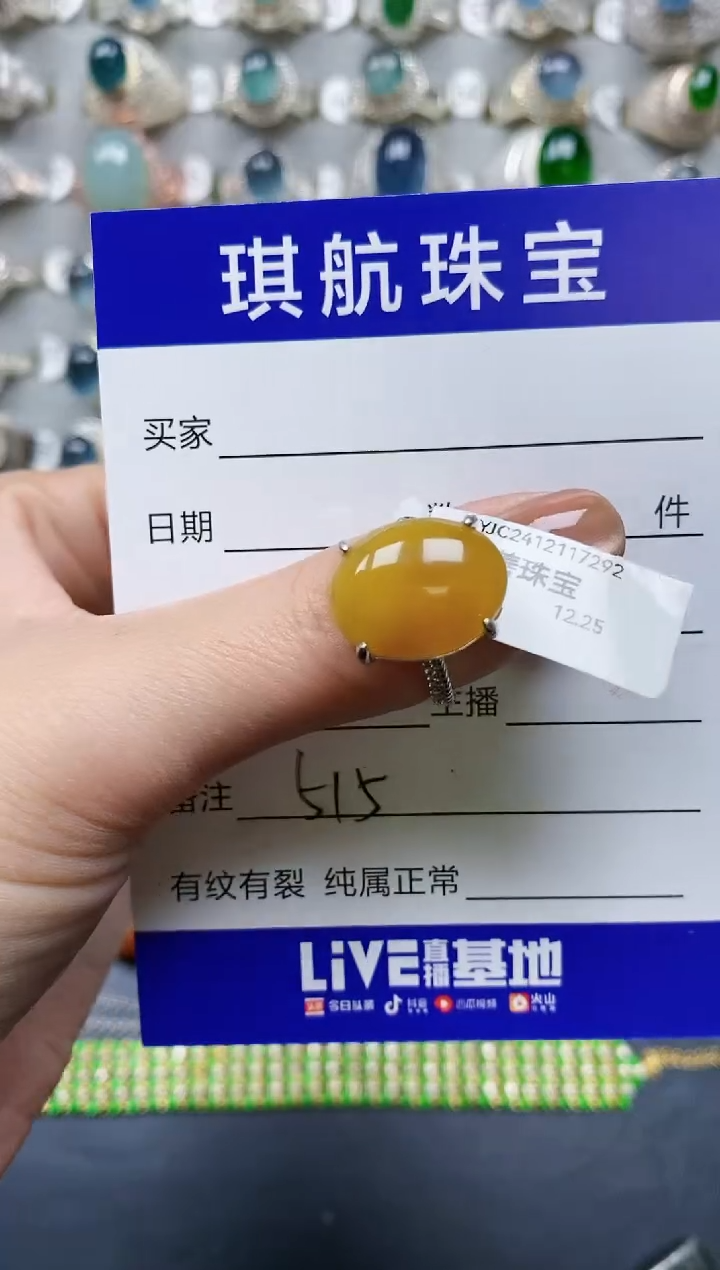 琪航珠宝
买家
日期
件
YJC2412117292
珠宝
12.25
主播
备注 515
有纹有裂 纯属正常
LiVE直播基地
今日头条 抖音 西瓜视频 火山